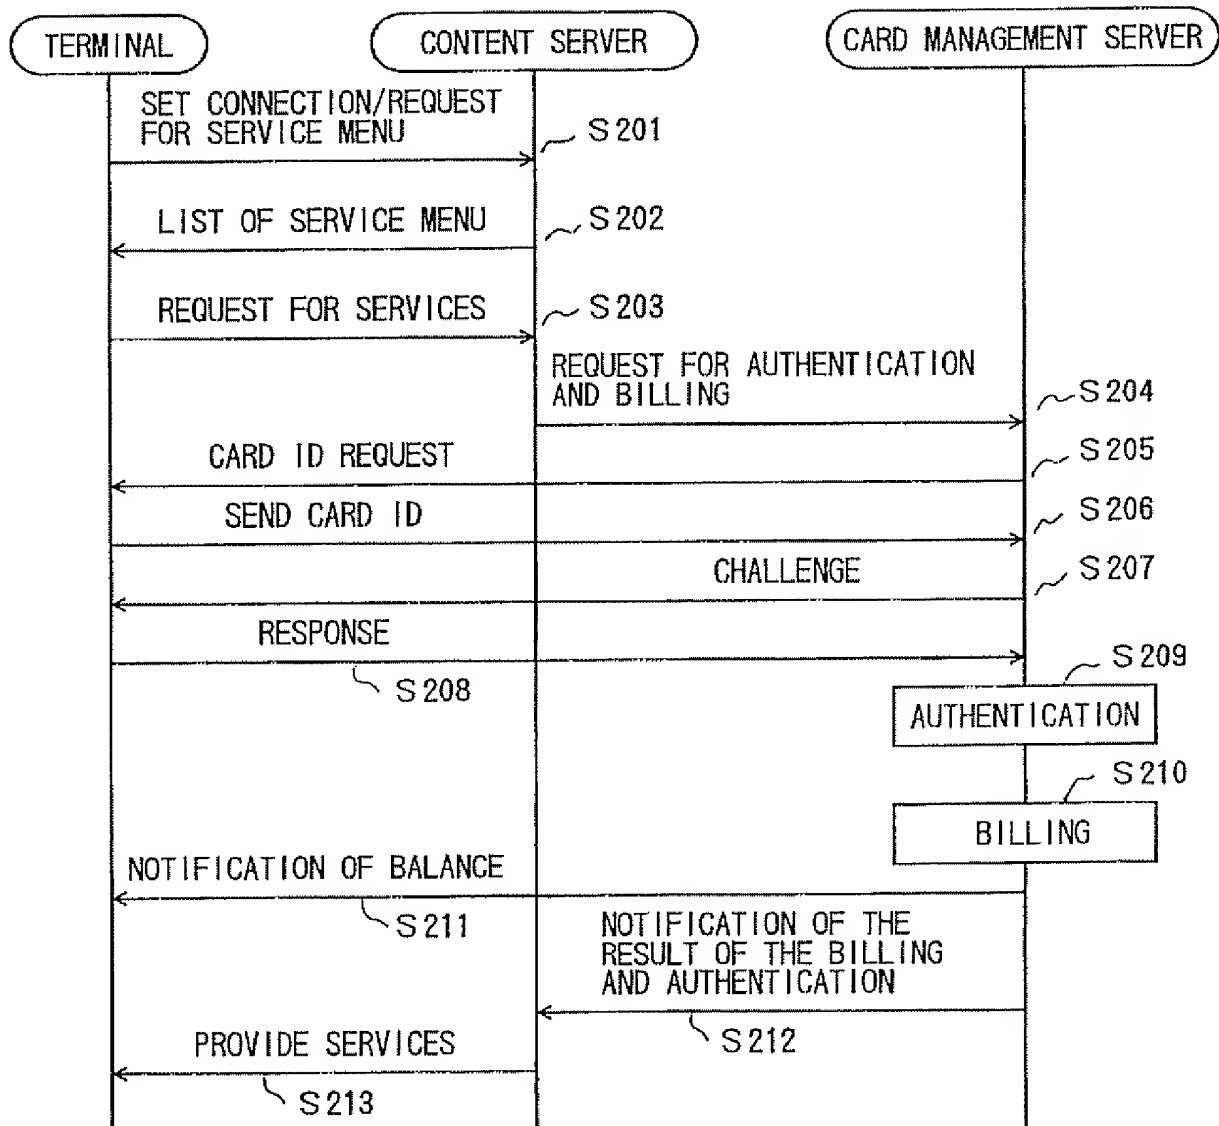 TERMINAL
CONTENT SERVER
CARD MANAGEMENT SERVER
SET CONNECTION/REQUEST
FOR SERVICE MENU
S201
LIST OF SERVICE MENU
S202
REQUEST FOR SERVICES
S203
REQUEST FOR AUTHENTICATION
AND BILLING
S204
CARD ID REQUEST
S205
SEND CARD ID
S206
CHALLENGE
S207
RESPONSE
S208
S209
AUTHENTICATION
S210
BILLING
NOTIFICATION OF BALANCE
S211
NOTIFICATION OF THE
RESULT OF THE BILLING
AND AUTHENTICATION
S212
PROVIDE SERVICES
S213